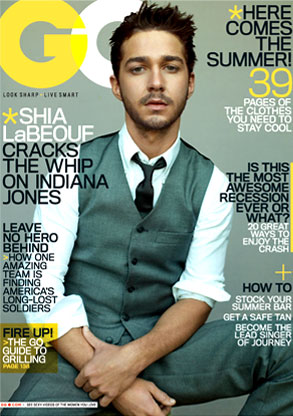 GQ
LOOK SHARP LIVE SMART
*SHIA
LaBEOUF
CRACKS
THE WHIP
ON INDIANA
JONES
LEAVE
NO HERO
BEHIND
>HOW ONE
AMAZING
TEAM IS
FINDING
AMERICA'S
LONG-LOST
SOLDIERS
FIRE UP!
>THE GQ
GUIDE TO
GRILLING
PAGE 138
*HERE
COMES
THE
SUMMER!
39
PAGES OF
THE CLOTHES
YOU NEED TO
STAY COOL
IS THIS
THE MOST
AWESOME
RECESSION
EVER OR
WHAT?
20 GREAT
WAYS TO
ENJOY THE
CRASH
+
HOW TO
STOCK YOUR
SUMMER BAR
GET A SAFE TAN
BECOME THE
LEAD SINGER
OF JOURNEY